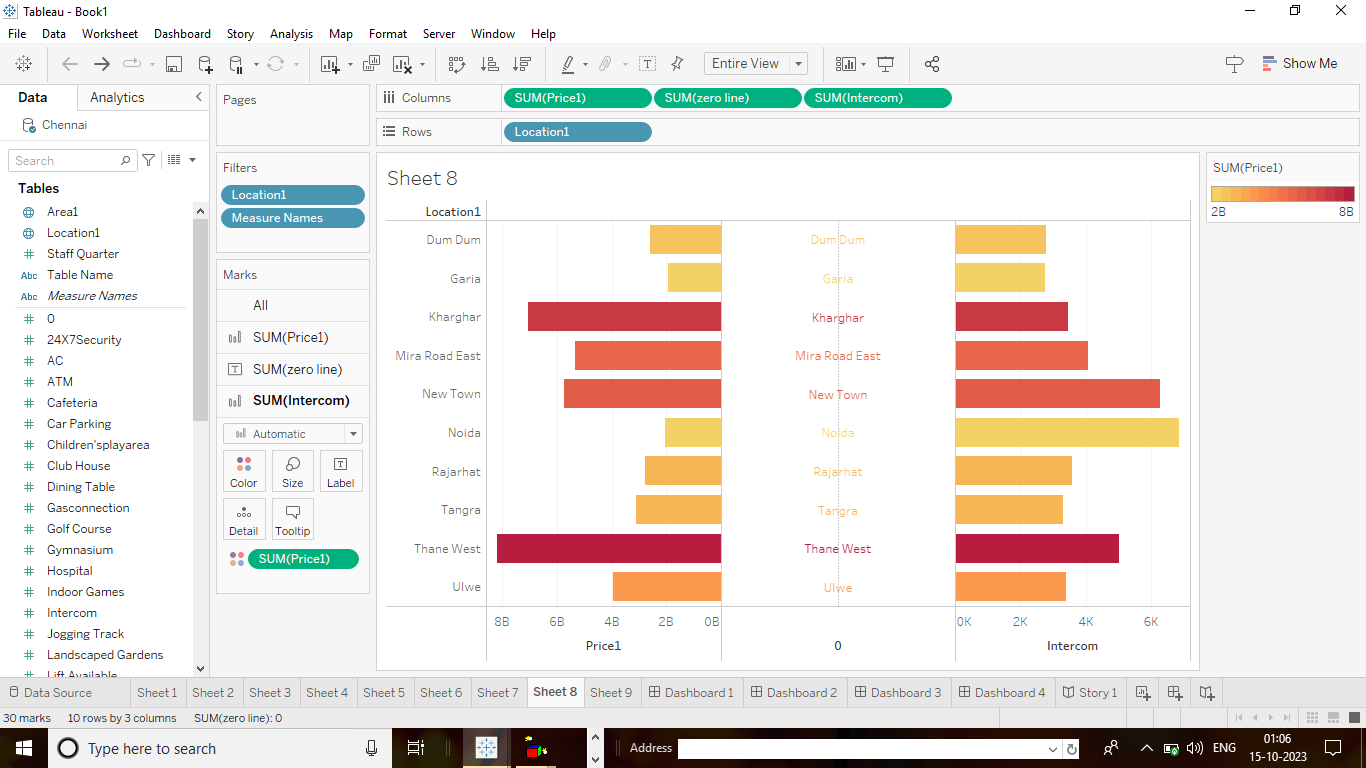 Tableau - Book1
File Data Worksheet Dashboard Story Analysis Map Format Server Window Help
Entire View
Show Me
Data Analytics
Chennai
Search
Tables
Area1
Location1
Staff Quarter
Abc Table Name
Abc Measure Names
0
24X7Security
AC
ATM
Cafeteria
Car Parking
Children'splayarea
Club House
Dining Table
Gasconnection
Golf Course
Gymnasium
Hospital
Indoor Games
Intercom
Jogging Track
Landscaped Gardens
Lift Available
Pages
Filters
Location1
Measure Names
Marks
All
SUM(Price1)
SUM(zero line)
SUM(Intercom)
Automatic
Color Size Label
Detail Tooltip
SUM(Price1)
Columns SUM(Price1) SUM(zero line) SUM(Intercom)
Rows Location1
Sheet 8
Location1
Dum Dum Dum Dum
Garia Garia
Kharghar Kharghar
Mira Road East Mira Road East
New Town New Town
Noida Noida
Rajarhat Rajarhat
Tangra Tangra
Thane West Thane West
Ulwe Ulwe
8B 6B 4B 2B 0B 0K 2K 4K 6K
Price1 0 Intercom
SUM(Price1)
2B 8B
Data Source Sheet 1 Sheet 2 Sheet 3 Sheet 4 Sheet 5 Sheet 6 Sheet 7 Sheet 8 Sheet 9 Dashboard 1 Dashboard 2 Dashboard 3 Dashboard 4 Story 1
30 marks 10 rows by 3 columns SUM(zero line): 0
Type here to search
Address
ENG
01:06
15-10-2023